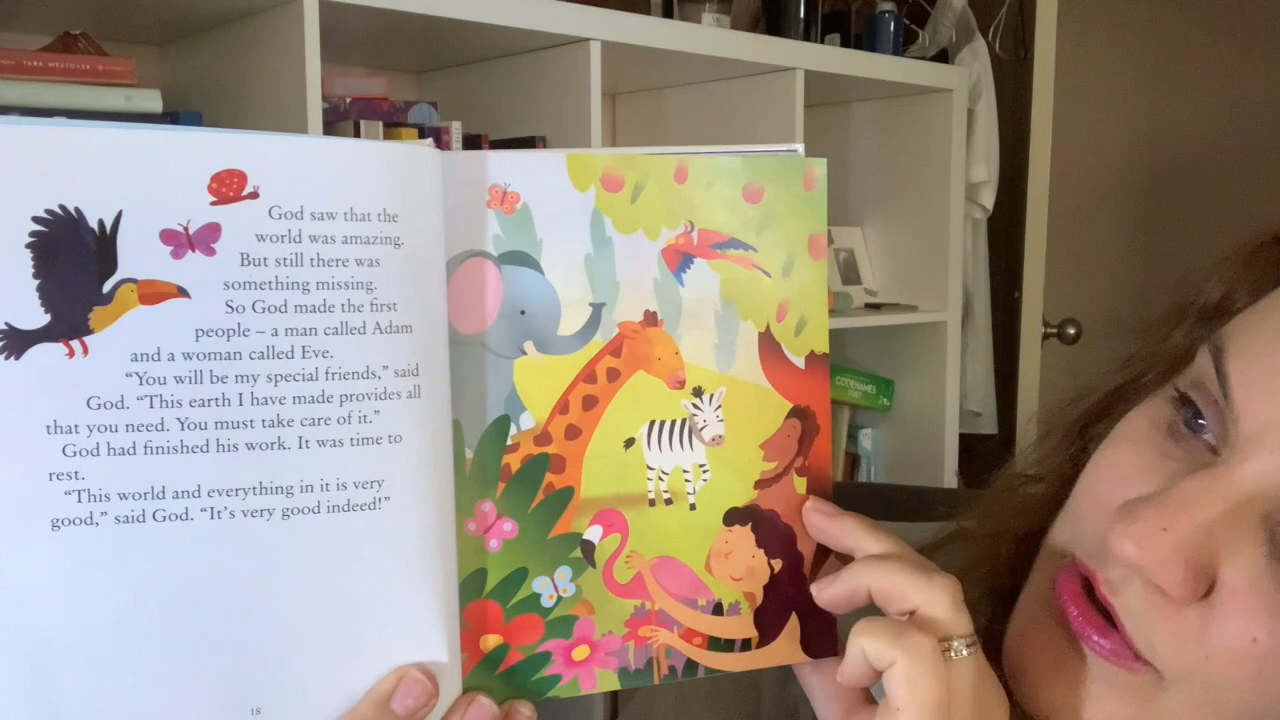 TARA WESTOVER
God saw that the
world was amazing.
But still there was
something missing.
So God made the first
people – a man called Adam
and a woman called Eve.
“You will be my special friends,” said
God. “This earth I have made provides all
that you need. You must take care of it.”
God had finished his work. It was time to
rest.
“This world and everything in it is very
good,” said God. “It’s very good indeed!”
18
CODENAMES
DUET